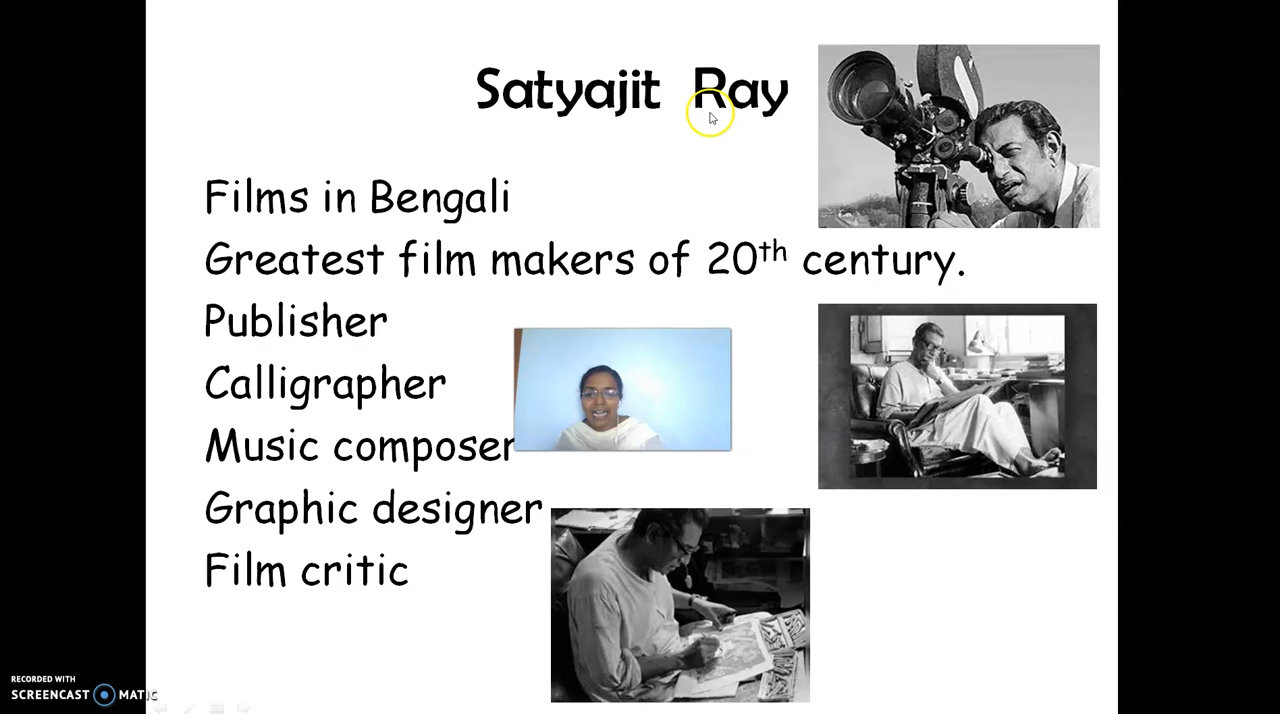 Satyajit Ray
Films in Bengali
Greatest film makers of 20th century.
Publisher
Calligrapher
Music composer
Graphic designer
Film critic
RECORDED WITH
SCREENCAST MATIC